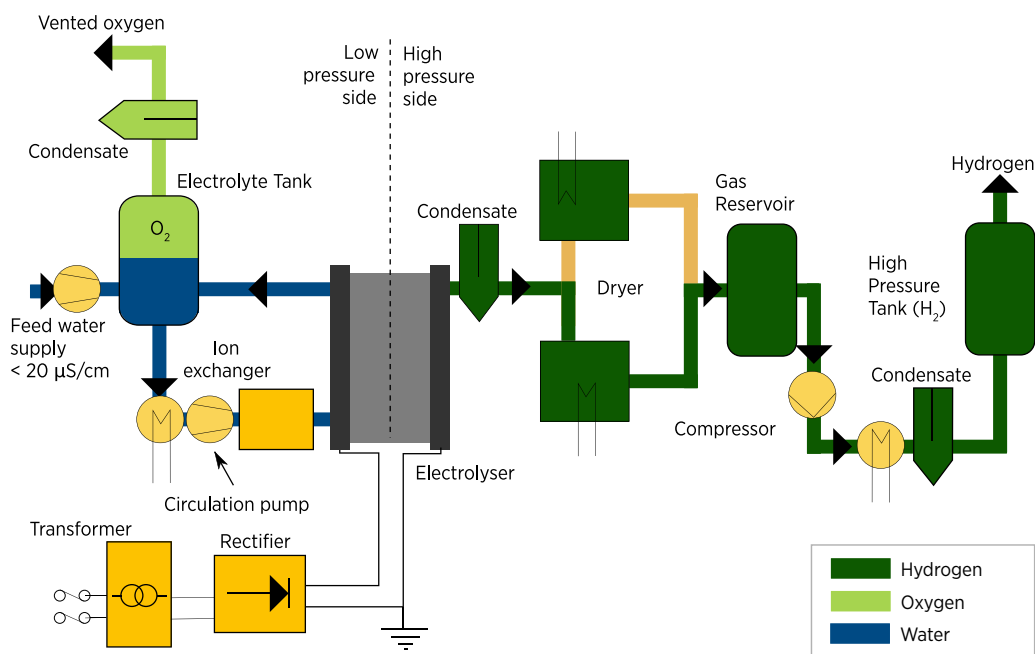 Vented oxygen
Low
pressure
side
High
pressure
side
Condensate
Electrolyte Tank
O₂
Condensate
Gas
Reservoir
Hydrogen
Dryer
High
Pressure
Tank (H₂)
Feed water
supply
< 20 µS/cm
Ion
exchanger
Condensate
Compressor
Electrolyser
Circulation pump
Transformer
Rectifier
Hydrogen
Oxygen
Water